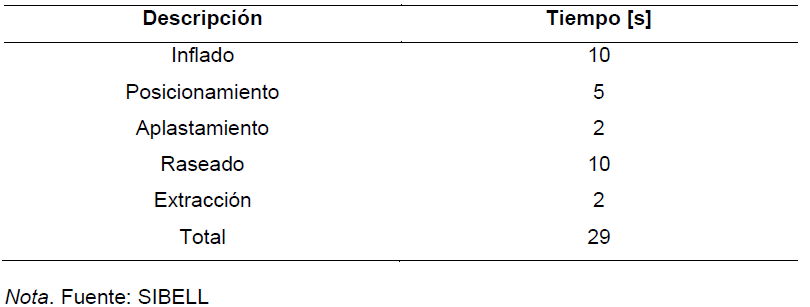 Descripción Tiempo [s]
Inflado 10
Posicionamiento 5
Aplastamiento 2
Raseado 10
Extracción 2
Total 29
Nota. Fuente: SIBELL